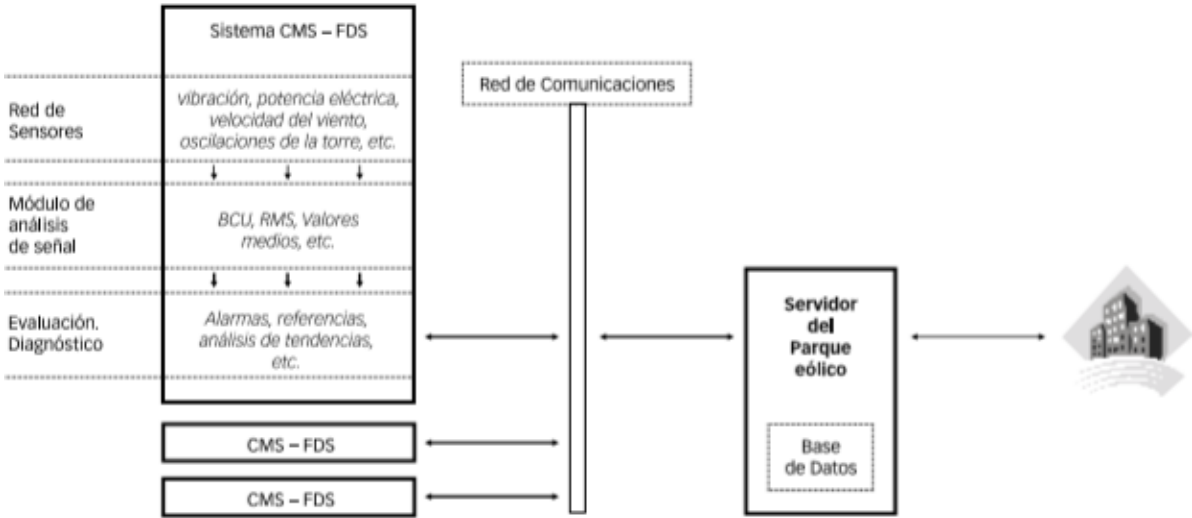 Sistema CMS – FDS
Red de Comunicaciones
Red de
Sensores
vibración, potencia eléctrica,
velocidad del viento,
oscilaciones de la torre, etc.
Módulo de
análisis
de señal
BCU, RMS, Valores
medios, etc.
Evaluación.
Diagnóstico
Alarmas, referencias,
análisis de tendencias,
etc.
Servidor
del
Parque
eólico
Base
de Datos
CMS – FDS
CMS – FDS